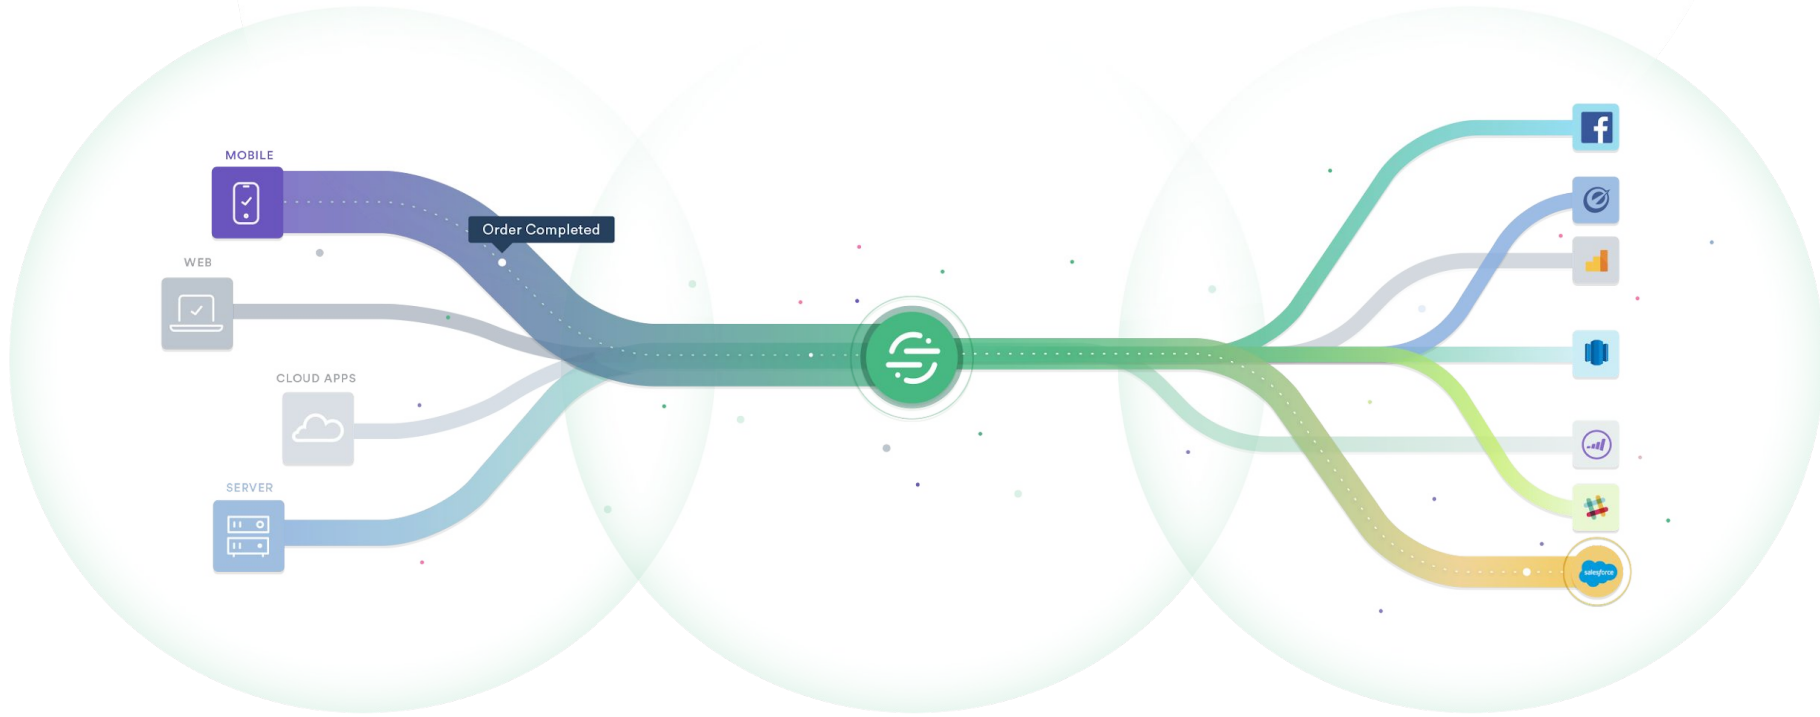 MOBILE
Order Completed
WEB
CLOUD APPS
SERVER
salesforce